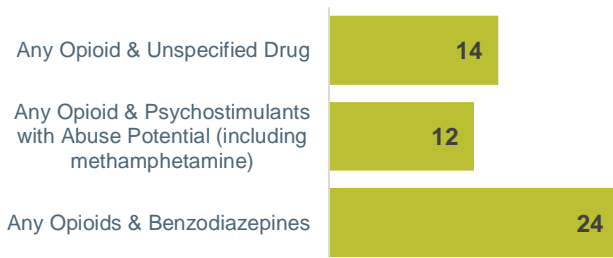 Any Opioid & Unspecified Drug
14
Any Opioid & Psychostimulants
with Abuse Potential (including
methamphetamine)
12
Any Opioids & Benzodiazepines
24